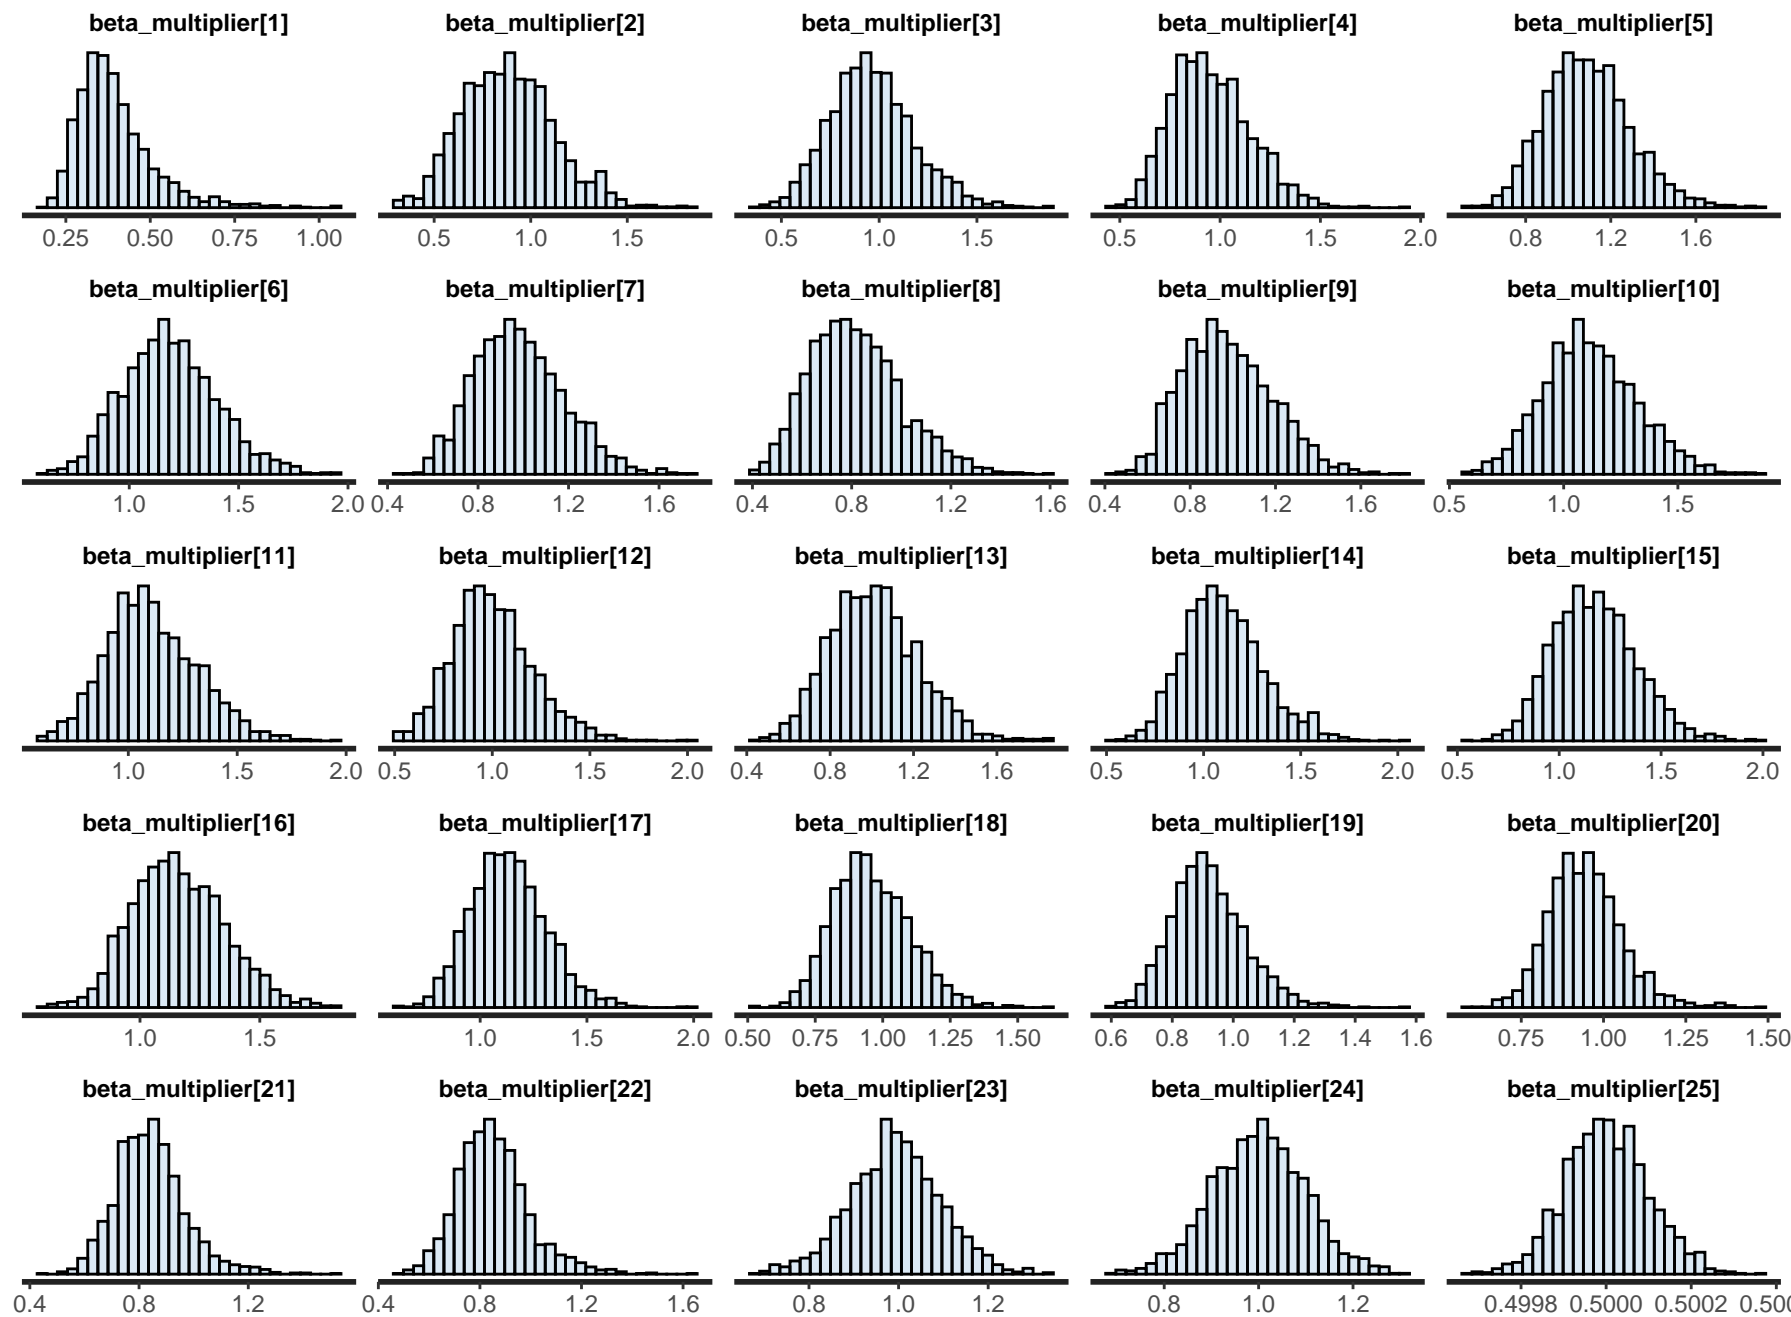 beta_multiplier[1] beta_multiplier[2] beta_multiplier[3] beta_multiplier[4] beta_multiplier[5]
0.25 0.50 0.75 1.00 0.5 1.0 1.5 0.5 1.0 1.5 0.5 1.0 1.5 2.0 0.8 1.2 1.6
beta_multiplier[6] beta_multiplier[7] beta_multiplier[8] beta_multiplier[9] beta_multiplier[10]
1.0 1.5 2.0 0.4 0.8 1.2 1.6 0.4 0.8 1.2 1.6 0.4 0.8 1.2 1.6 0.5 1.0 1.5
beta_multiplier[11] beta_multiplier[12] beta_multiplier[13] beta_multiplier[14] beta_multiplier[15]
1.0 1.5 2.0 0.5 1.0 1.5 2.0 0.4 0.8 1.2 1.6 0.5 1.0 1.5 2.0 0.5 1.0 1.5 2.0
beta_multiplier[16] beta_multiplier[17] beta_multiplier[18] beta_multiplier[19] beta_multiplier[20]
1.0 1.5 1.0 1.5 2.0 0.50 0.75 1.00 1.25 1.50 0.6 0.8 1.0 1.2 1.4 1.6 0.75 1.00 1.25 1.50
beta_multiplier[21] beta_multiplier[22] beta_multiplier[23] beta_multiplier[24] beta_multiplier[25]
0.4 0.8 1.2 0.4 0.8 1.2 1.6 0.8 1.0 1.2 0.8 1.0 1.2 0.4998 0.5000 0.5002